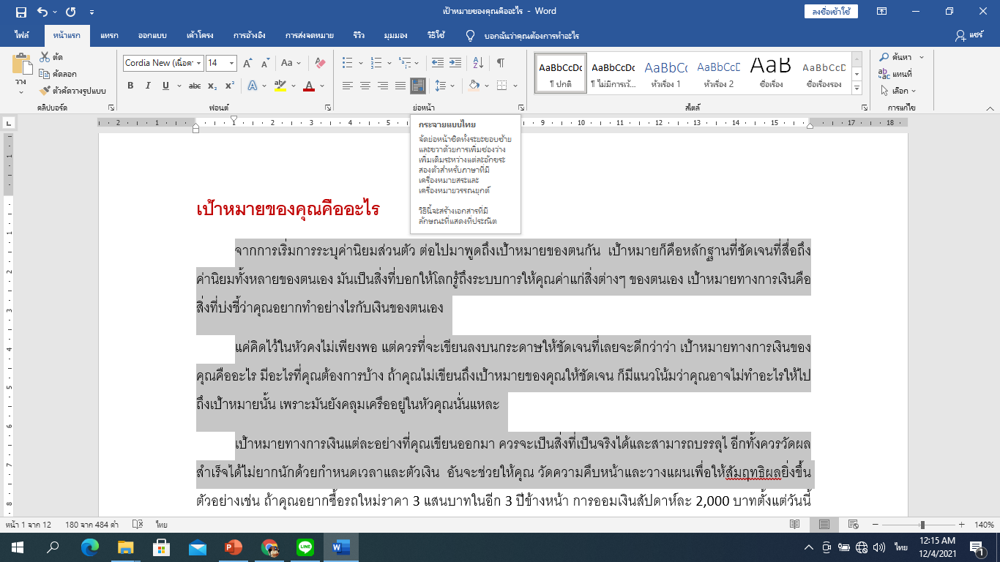 เป้าหมายของคุณคืออะไร - Word
ลงชื่อเข้าใช้
ไฟล์ หน้าแรก แทรก ออกแบบ เค้าโครง การอ้างอิง การส่งจดหมาย รีวิว มุมมอง วิธีใช้ บอกฉันว่าคุณต้องการทำอะไร แชร์
วาง
ตัด
คัดลอก
ตัวคัดวางรูปแบบ
คลิปบอร์ด
Cordia New (เนื้อคว 14
ฟอนต์
ย่อหน้า
AaBbCcDc AaBbCcDc AaBbCc AaBbCcD AaB AaBbCcD
¶ ปกติ ¶ ไม่มีการเว้... หัวเรื่อง 1 หัวเรื่อง 2 ชื่อเรื่อง ชื่อเรื่องรอง
สไตล์
ค้นหา
แทนที่
เลือก
การแก้ไข
2 1 1 2 3 4 5 9 10 11 12 13 14 15 17 18
กระจายแบบไทย
จัดย่อหน้าชิดทั้งระยะขอบซ้าย
และขวาด้วยการเพิ่มช่องว่าง
เพิ่มเติมระหว่างแต่ละอักขระ
สองตัวสำหรับภาษาที่มี
เครื่องหมายสระและ
เครื่องหมายวรรณยุกต์
วิธีนี้จะสร้างเอกสารที่มี
ลักษณะที่แสดงที่ประณีต
เป้าหมายของคุณคืออะไร
จากการเริ่มการระบุค่านิยมส่วนตัว ต่อไปมาพูดถึงเป้าหมายของตนกัน เป้าหมายก็คือหลักฐานที่ชัดเจนที่สื่อถึง
ค่านิยมทั้งหลายของตนเอง มันเป็นสิ่งที่บอกให้โลกรู้ถึงระบบการให้คุณค่าแก่สิ่งต่างๆ ของตนเอง เป้าหมายทางการเงินคือ
สิ่งที่บ่งชี้ว่าคุณอยากทำอย่างไรกับเงินของตนเอง
แค่คิดไว้ในหัวคงไม่เพียงพอ แต่ควรที่จะเขียนลงบนกระดาษให้ชัดเจนที่เลยจะดีกว่าว่า เป้าหมายทางการเงินของ
คุณคืออะไร มีอะไรที่คุณต้องการบ้าง ถ้าคุณไม่เขียนถึงเป้าหมายของคุณให้ชัดเจน ก็มีแนวโน้มว่าคุณอาจไม่ทำอะไรให้ไป
ถึงเป้าหมายนั้น เพราะมันยังคลุมเครืออยู่ในหัวคุณนั่นแหละ
เป้าหมายทางการเงินแต่ละอย่างที่คุณเขียนออกมา ควรจะเป็นสิ่งที่เป็นจริงได้และสามารถบรรลุไ อีกทั้งควรวัดผล
สำเร็จได้ไม่ยากนักด้วยกำหนดเวลาและตัวเงิน อันจะช่วยให้คุณ วัดความคืบหน้าและวางแผนเพื่อให้สัมฤทธิผลยิ่งขึ้น
ตัวอย่างเช่น ถ้าคุณอยากซื้อรถใหม่ราคา 3 แสนบาทในอีก 3 ปีข้างหน้า การออมเงินสัปดาห์ละ 2,000 บาทตั้งแต่วันนี้
หน้า 1 จาก 12 180 จาก 484 คำ ไทย 140%
ไทย 12:15 AM
12/4/2021